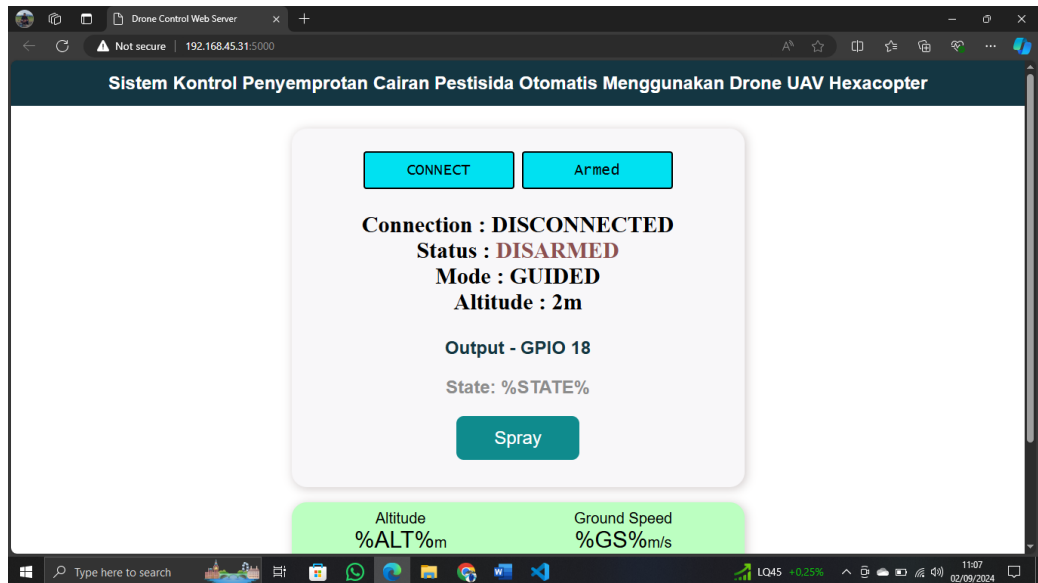 Drone Control Web Server
Not secure
192.168.45.31:5000
Sistem Kontrol Penyemprotan Cairan Pestisida Otomatis Menggunakan Drone UAV Hexacopter
CONNECT
Armed
Connection : DISCONNECTED
Status : DISARMED
Mode : GUIDED
Altitude : 2m
Output - GPIO 18
State: %STATE%
Spray
Altitude
%ALT%m
Ground Speed
%GS%m/s
Type here to search
LQ45 +0.25%
11:07
02/09/2024